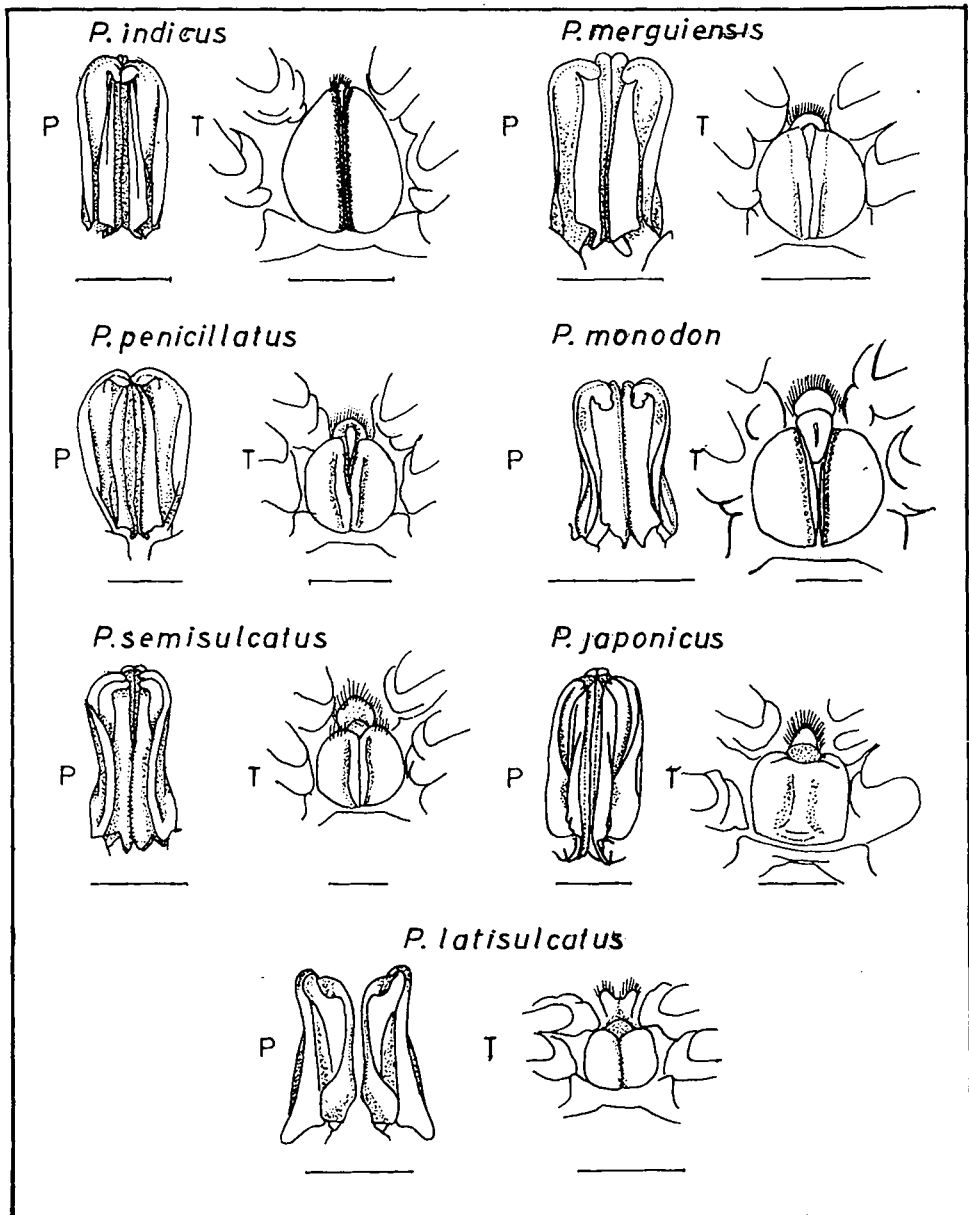 P. indicus P. merguiensis
P T P T
P. penicillatus P. monodon
P T P T
P. semisulcatus P. japonicus
P T P T
P. latisulcatus
P T